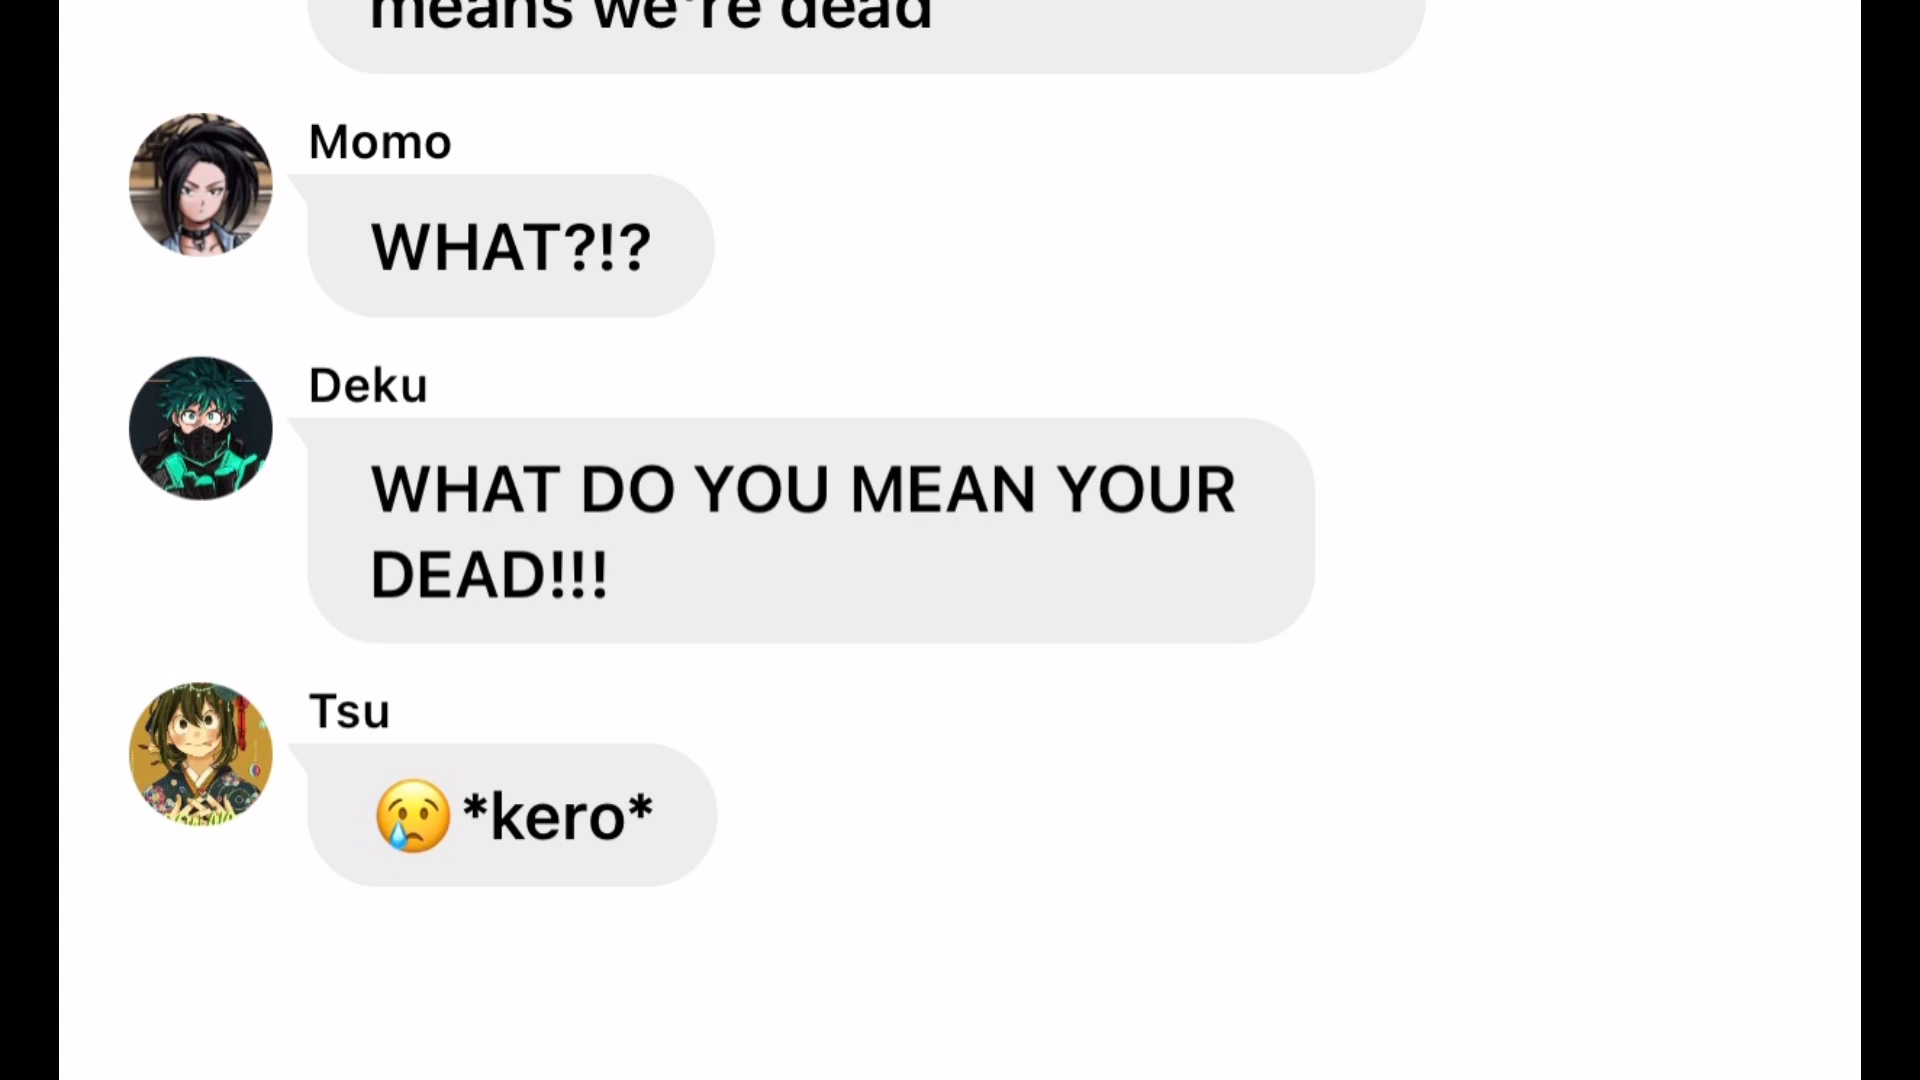 means we're dead
Momo
WHAT?!?
Deku
WHAT DO YOU MEAN YOUR
DEAD!!!
Tsu
😢*kero*